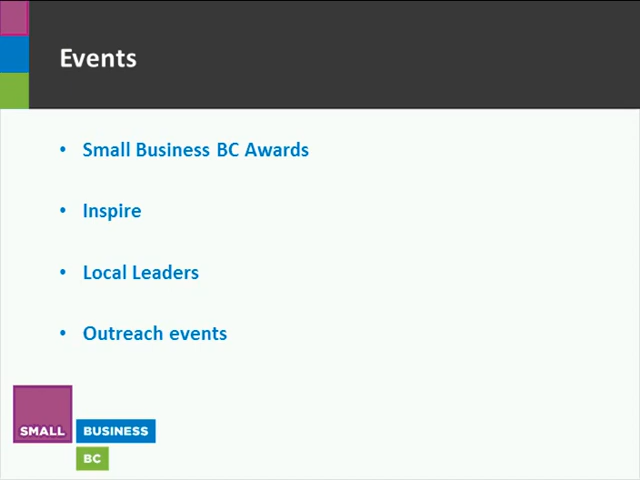 Events
• Small Business BC Awards
• Inspire
• Local Leaders
• Outreach events
SMALL
BUSINESS
BC